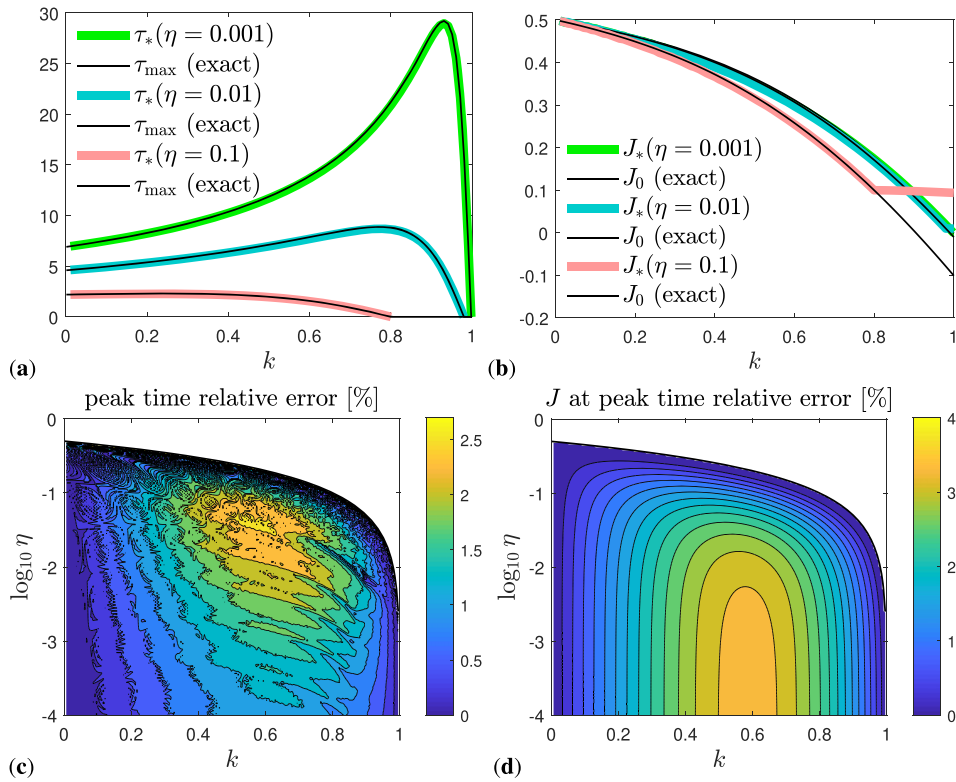 30
25
20
15
10
5
0
0
0.2
0.4
0.6
0.8
1
k
τ*(η = 0.001)
τmax (exact)
τ*(η = 0.01)
τmax (exact)
τ*(η = 0.1)
τmax (exact)
(a)
0.5
0.4
0.3
0.2
0.1
0
-0.1
-0.2
0
0.2
0.4
0.6
0.8
1
k
J*(η = 0.001)
J0 (exact)
J*(η = 0.01)
J0 (exact)
J*(η = 0.1)
J0 (exact)
(b)
peak time relative error [%]
0
-1
-2
-3
-4
log10 η
0
0.2
0.4
0.6
0.8
1
k
2.5
2
1.5
1
0.5
0
(c)
J at peak time relative error [%]
0
-1
-2
-3
-4
log10 η
0
0.2
0.4
0.6
0.8
1
k
4
3
2
1
0
(d)